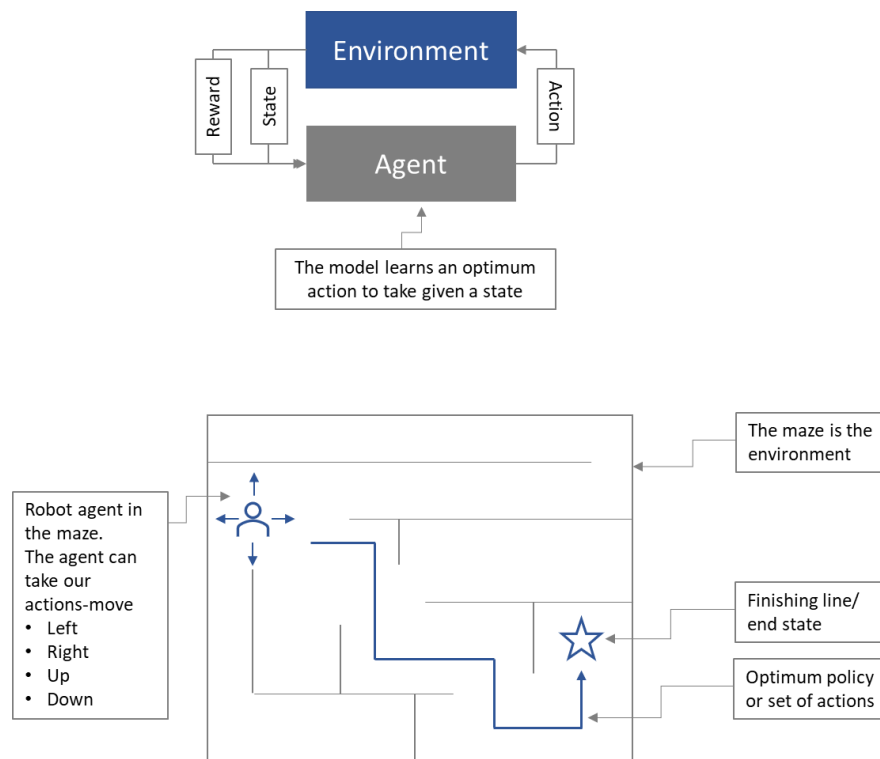 Environment
Reward
State
Action
Agent
The model learns an optimum
action to take given a state
The maze is the
environment
Robot agent in
the maze.
The agent can
take our
actions-move
• Left
• Right
• Up
• Down
Finishing line/
end state
Optimum policy
or set of actions